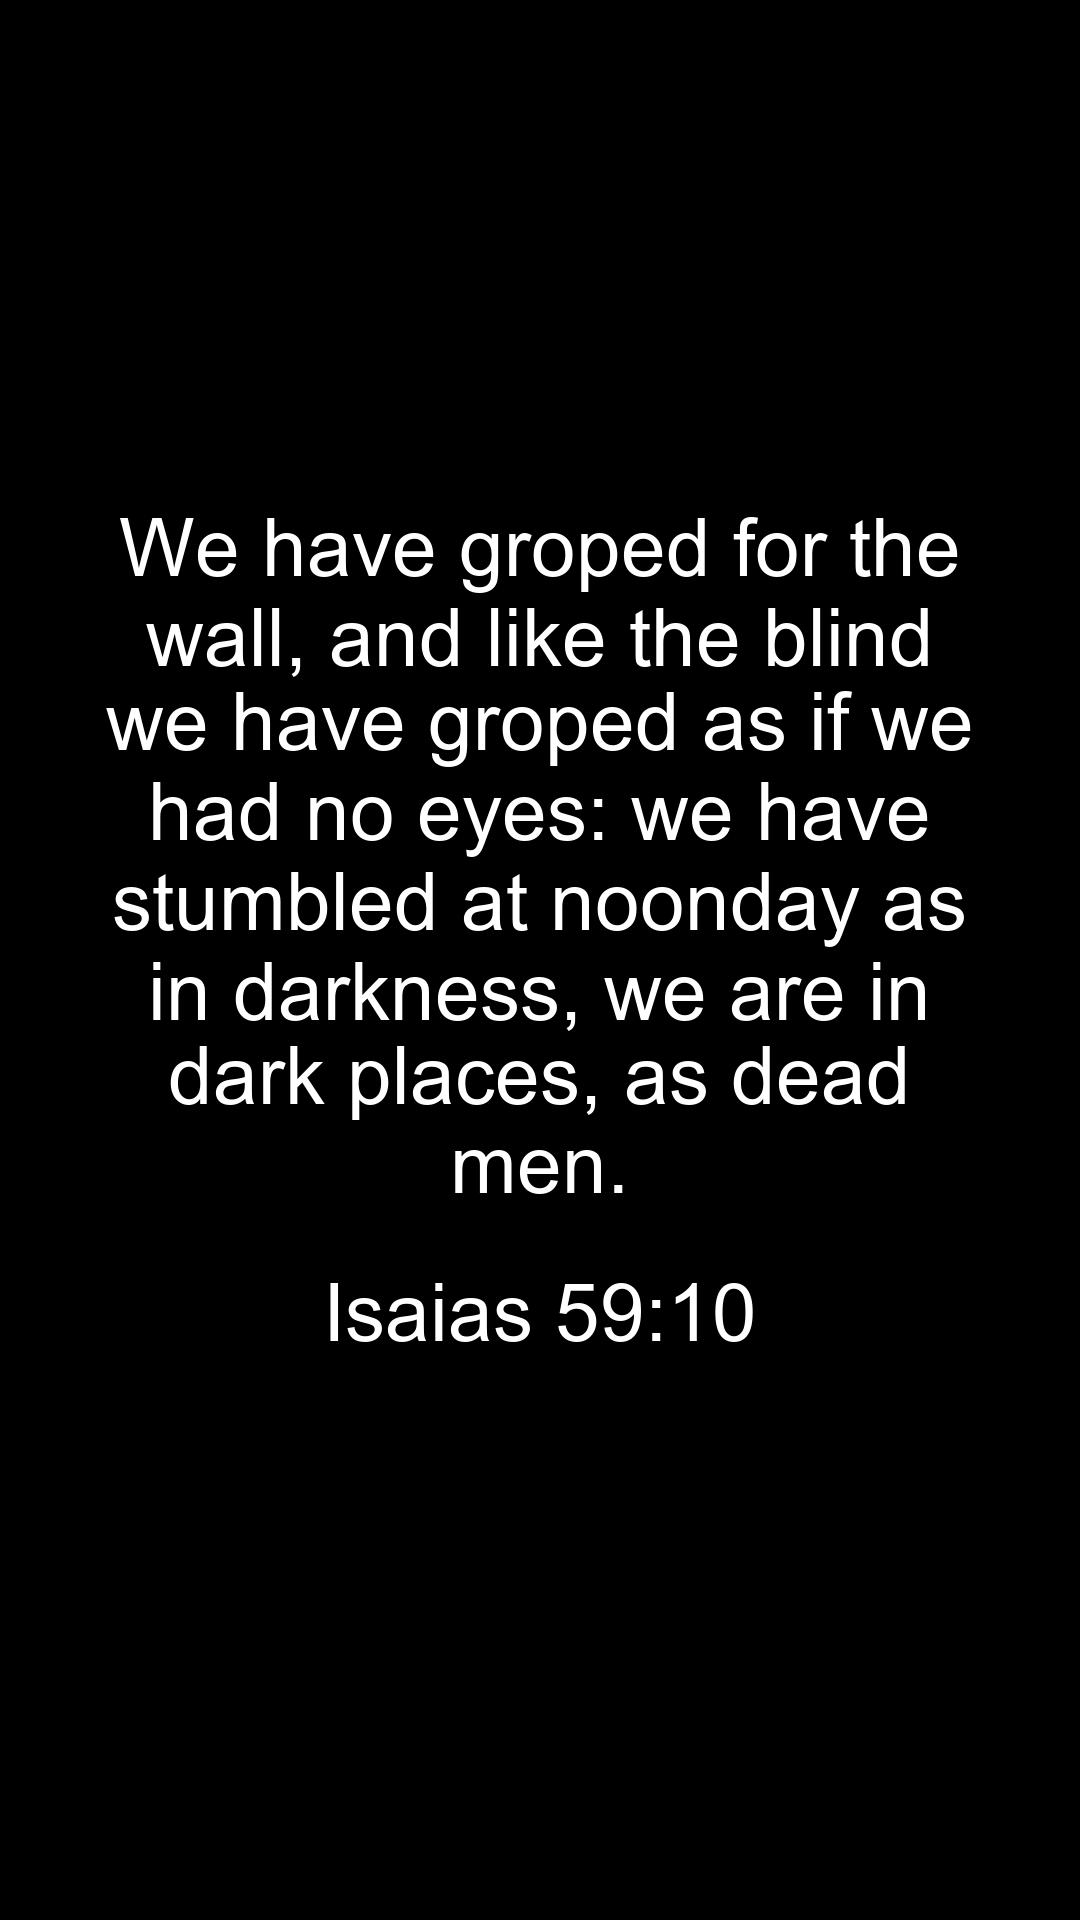 We have groped for the
wall, and like the blind
we have groped as if we
had no eyes: we have
stumbled at noonday as
in darkness, we are in
dark places, as dead
men.
Isaias 59:10